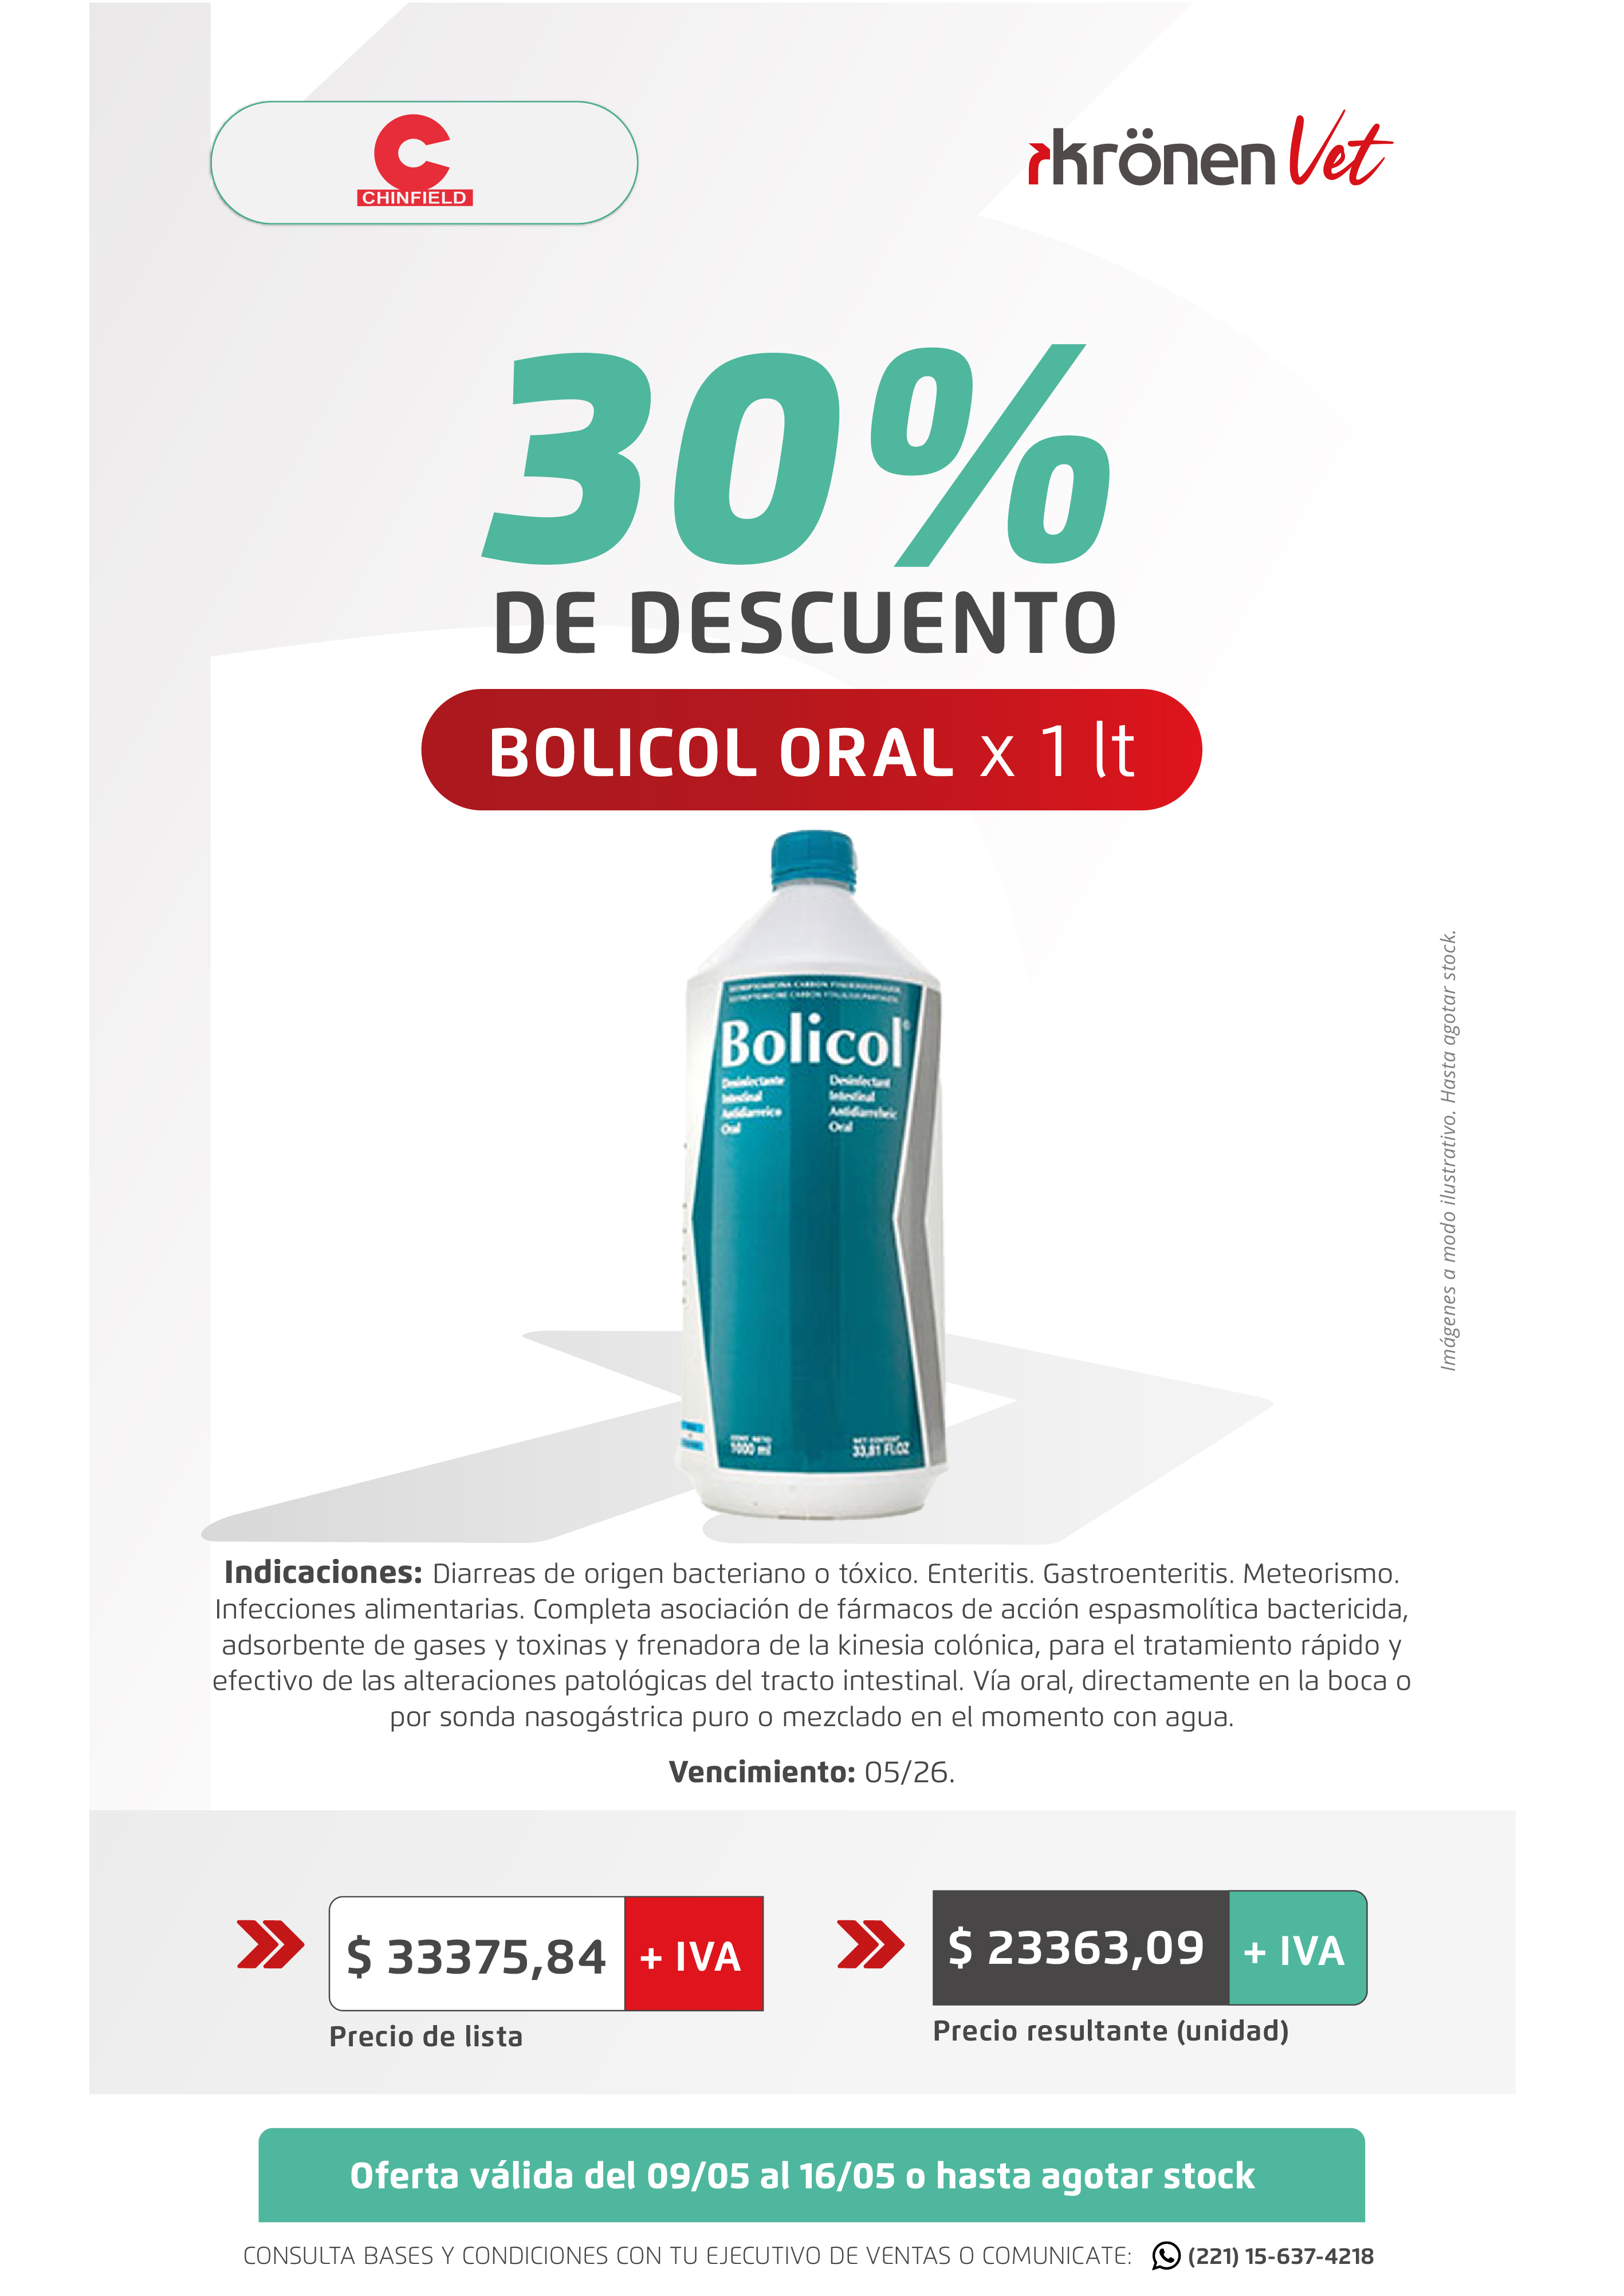 CHINFIELD
krönen Vet
30%
DE DESCUENTO
BOLICOL ORAL x 1 lt
Bolicol®
Desinfectante
Intestinal
Antidiarreico
Oral
Desinfectant
Intestinal
Antidiarrheic
Oral
CONT. NETO
1000 ml
NET CONTENT
33,81 FL.OZ
Imágenes a modo ilustrativo. Hasta agotar stock.
Indicaciones: Diarreas de origen bacteriano o tóxico. Enteritis. Gastroenteritis. Meteorismo.
Infecciones alimentarias. Completa asociación de fármacos de acción espasmolítica bactericida,
adsorbente de gases y toxinas y frenadora de la kinesia colónica, para el tratamiento rápido y
efectivo de las alteraciones patológicas del tracto intestinal. Vía oral, directamente en la boca o
por sonda nasogástrica puro o mezclado en el momento con agua.
Vencimiento: 05/26.
$ 33375,84 + IVA
Precio de lista
$ 23363,09 + IVA
Precio resultante (unidad)
Oferta válida del 09/05 al 16/05 o hasta agotar stock
CONSULTA BASES Y CONDICIONES CON TU EJECUTIVO DE VENTAS O COMUNICATE: (221) 15-637-4218